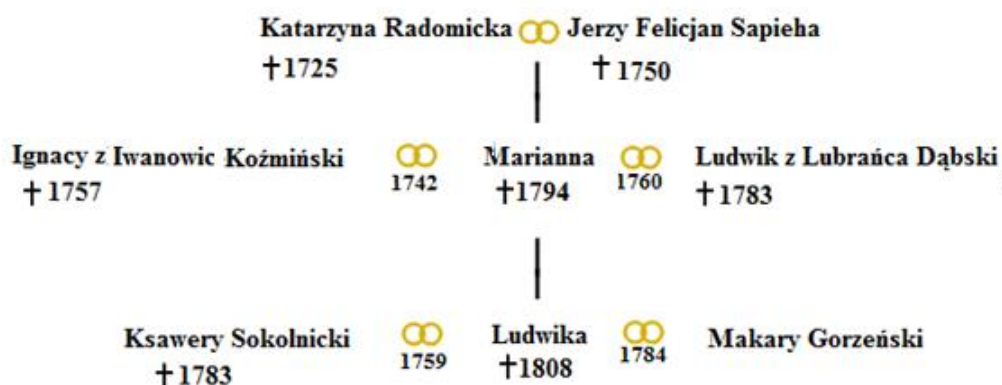 Katarzyna Radomicka Jerzy Felicjan Sapieha
†1725 †1750
Ignacy z Iwanowic Koźmiński Marianna Ludwik z Lubrańca Dąbski
†1757 1742 †1794 1760 †1783
Ksawery Sokolnicki Ludwika Makary Gorzeński
†1783 1759 †1808 1784